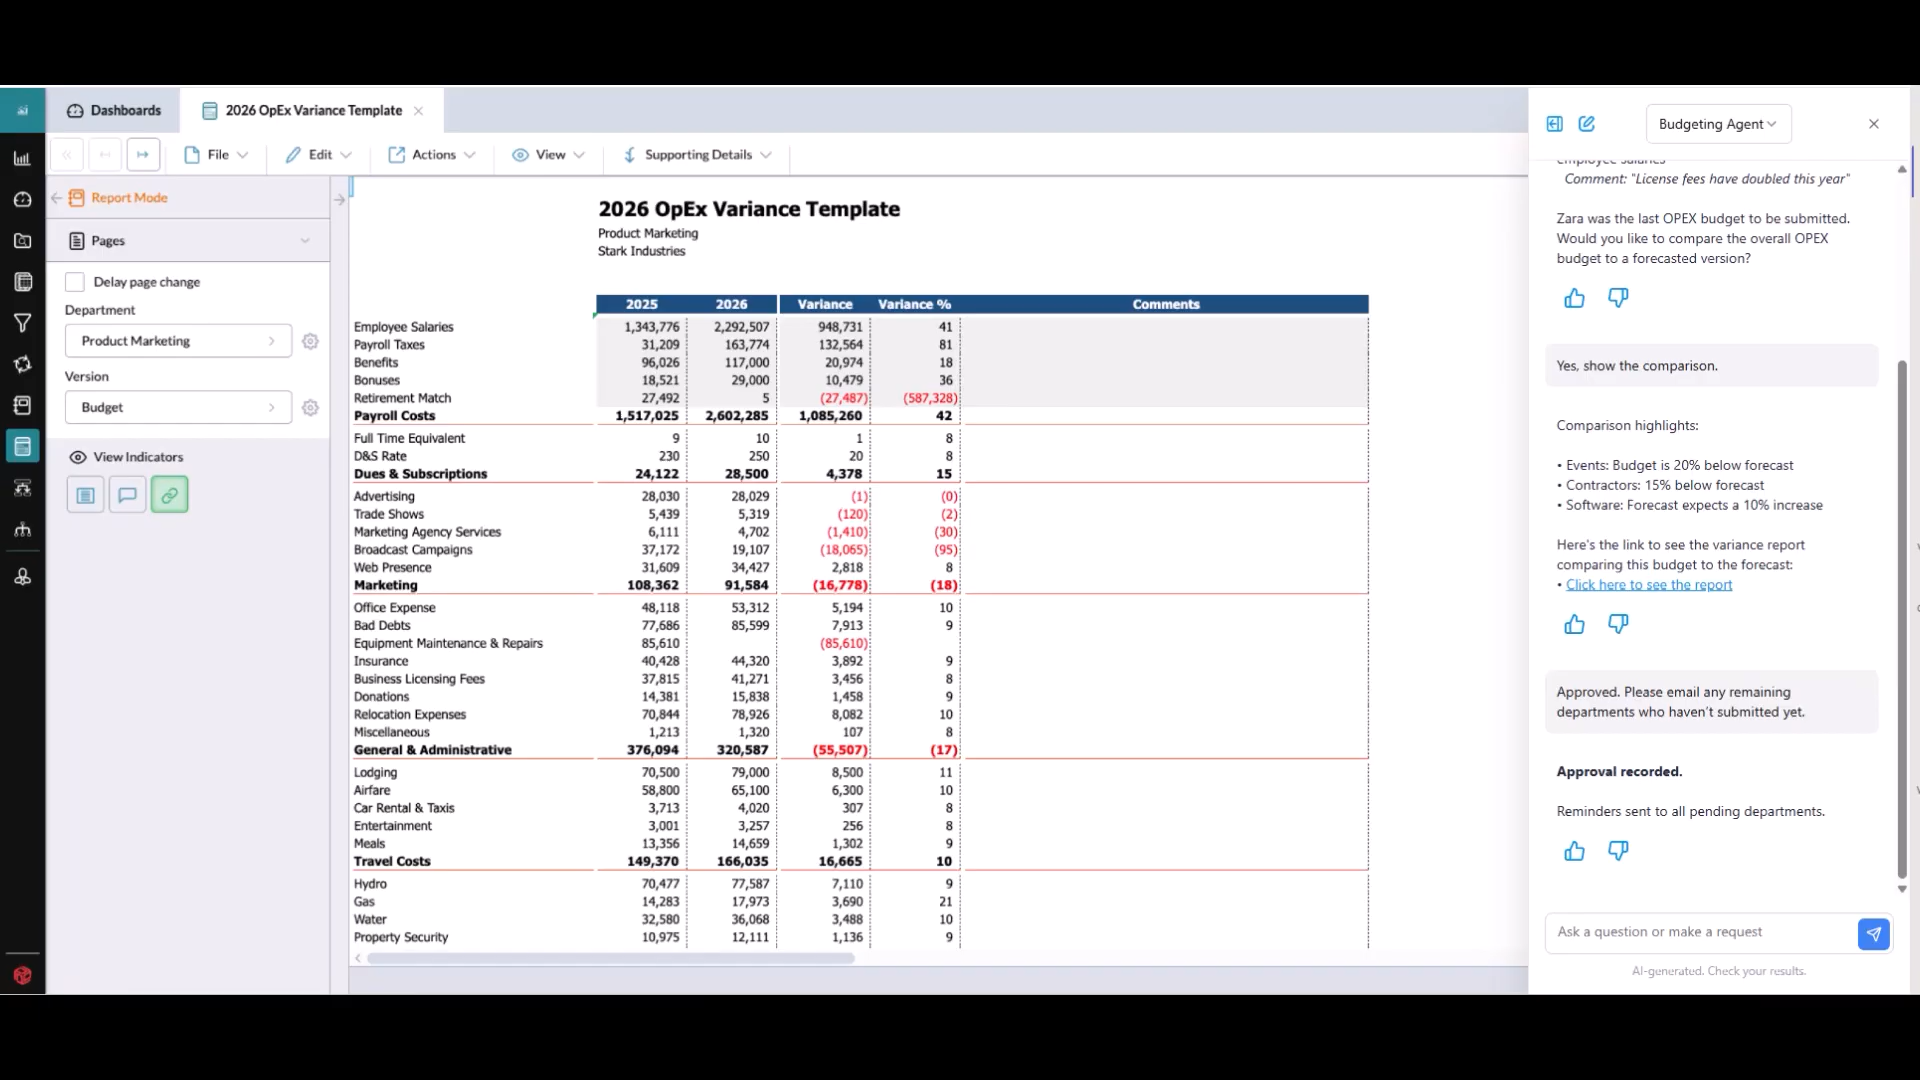 Dashboards
2026 OpEx Variance Template
File
Edit
Actions
View
Supporting Details
Report Mode
Pages
Delay page change
Department
Product Marketing
Version
Budget
View Indicators
2026 OpEx Variance Template
Product Marketing
Stark Industries
2025 2026 Variance Variance % Comments
Employee Salaries 1,343,776 2,292,507 948,731 41
Payroll Taxes 31,209 163,774 132,564 81
Benefits 96,026 117,000 20,974 18
Bonuses 18,521 29,000 10,479 36
Retirement Match 27,492 5 (27,487) (587,328)
Payroll Costs 1,517,025 2,602,285 1,085,260 42
Full Time Equivalent 9 10 1 8
D&S Rate 230 250 20 8
Dues & Subscriptions 24,122 28,500 4,378 15
Advertising 28,030 28,029 (1) (0)
Trade Shows 5,439 5,319 (120) (2)
Marketing Agency Services 6,111 4,702 (1,410) (30)
Broadcast Campaigns 37,172 19,107 (18,065) (95)
Web Presence 31,609 34,427 2,818 8
Marketing 108,362 91,584 (16,778) (18)
Office Expense 48,118 53,312 5,194 10
Bad Debts 77,686 85,599 7,913 9
Equipment Maintenance & Repairs 85,610 (85,610)
Insurance 40,428 44,320 3,892 9
Business Licensing Fees 37,815 41,271 3,456 8
Donations 14,381 15,838 1,458 9
Relocation Expenses 70,844 78,926 8,082 10
Miscellaneous 1,213 1,320 107 8
General & Administrative 376,094 320,587 (55,507) (17)
Lodging 70,500 79,000 8,500 11
Airfare 58,800 65,100 6,300 10
Car Rental & Taxis 3,713 4,020 307 8
Entertainment 3,001 3,257 256 8
Meals 13,356 14,659 1,302 9
Travel Costs 149,370 166,035 16,665 10
Hydro 70,477 77,587 7,110 9
Gas 14,283 17,973 3,690 21
Water 32,580 36,068 3,488 10
Property Security 10,975 12,111 1,136 9
Budgeting Agent
employee salaries
Comment: "License fees have doubled this year"
Zara was the last OPEX budget to be submitted.
Would you like to compare the overall OPEX
budget to a forecasted version?
Yes, show the comparison.
Comparison highlights:
• Events: Budget is 20% below forecast
• Contractors: 15% below forecast
• Software: Forecast expects a 10% increase
Here's the link to see the variance report
comparing this budget to the forecast:
• Click here to see the report
Approved. Please email any remaining
departments who haven't submitted yet.
Approval recorded.
Reminders sent to all pending departments.
Ask a question or make a request
AI-generated. Check your results.